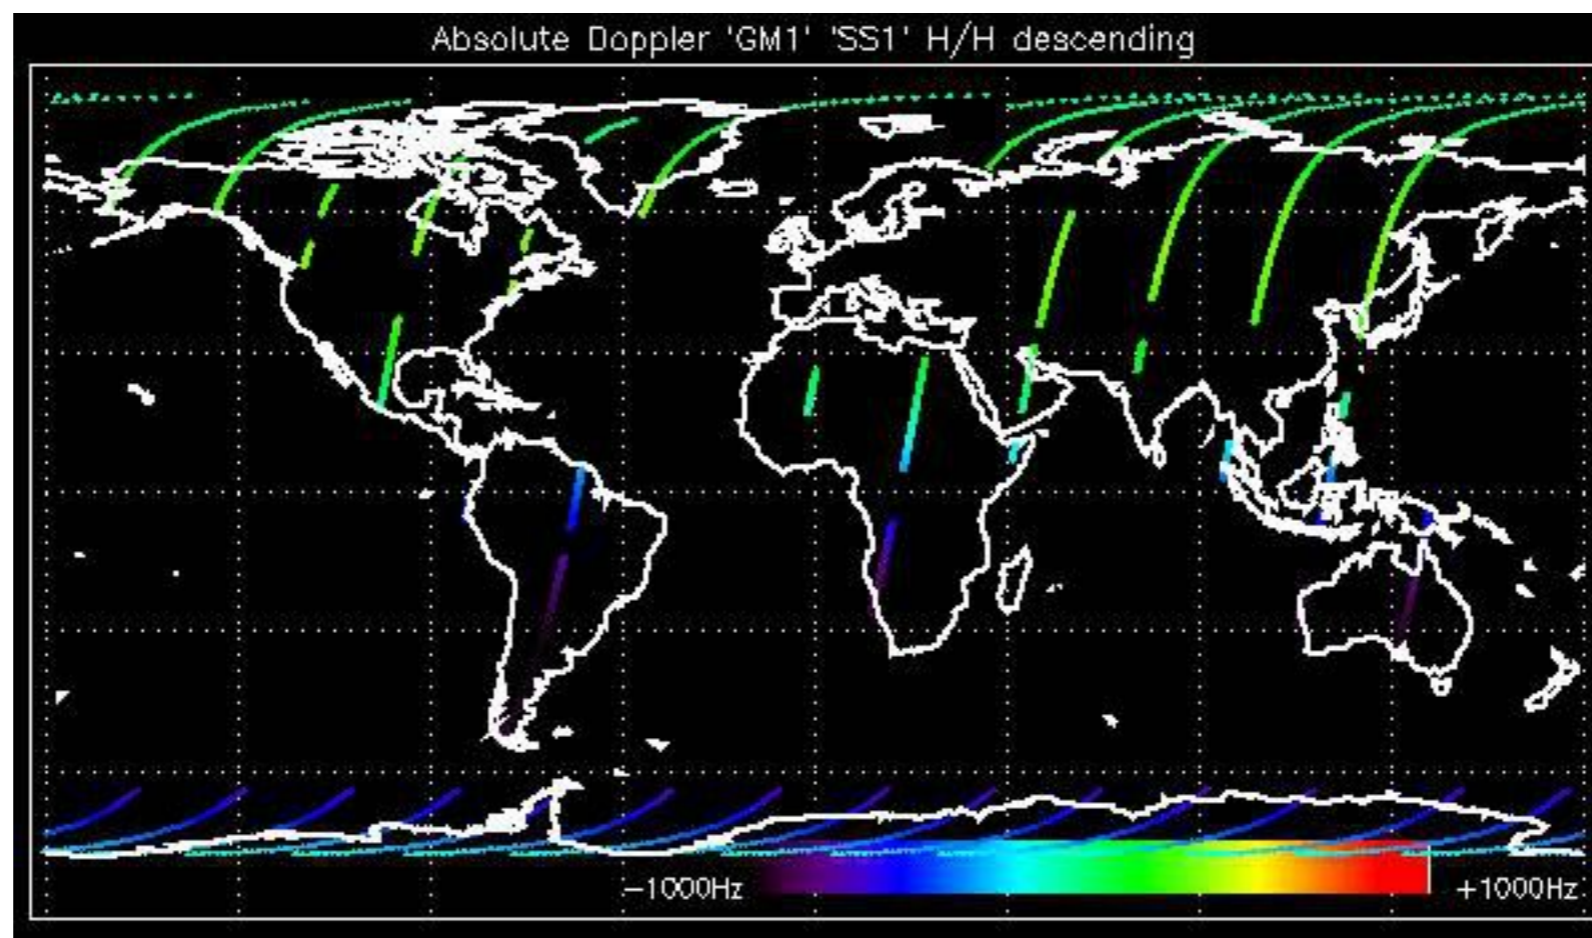 Absolute Doppler 'GM1' 'SS1' H/H descending
-1000Hz +1000Hz